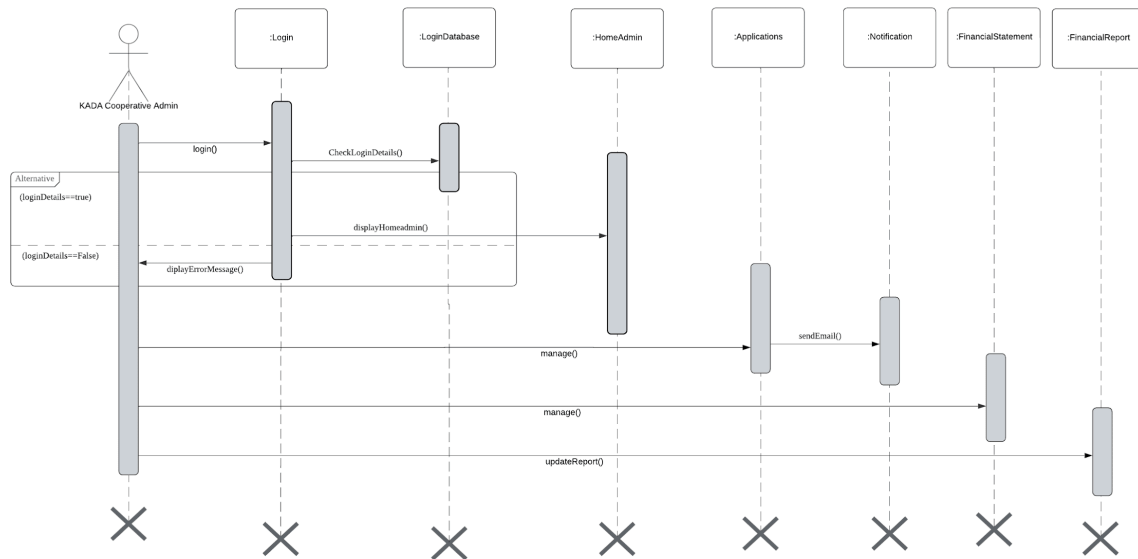 :Login
:LoginDatabase
:HomeAdmin
:Applications
:Notification
:FinancialStatement
:FinancialReport
KADA Cooperative Admin
login()
CheckLoginDetails()
Alternative
(loginDetails==true)
displayHomeadmin()
(loginDetails==False)
diplayErrorMessage()
sendEmail()
manage()
manage()
updateReport()